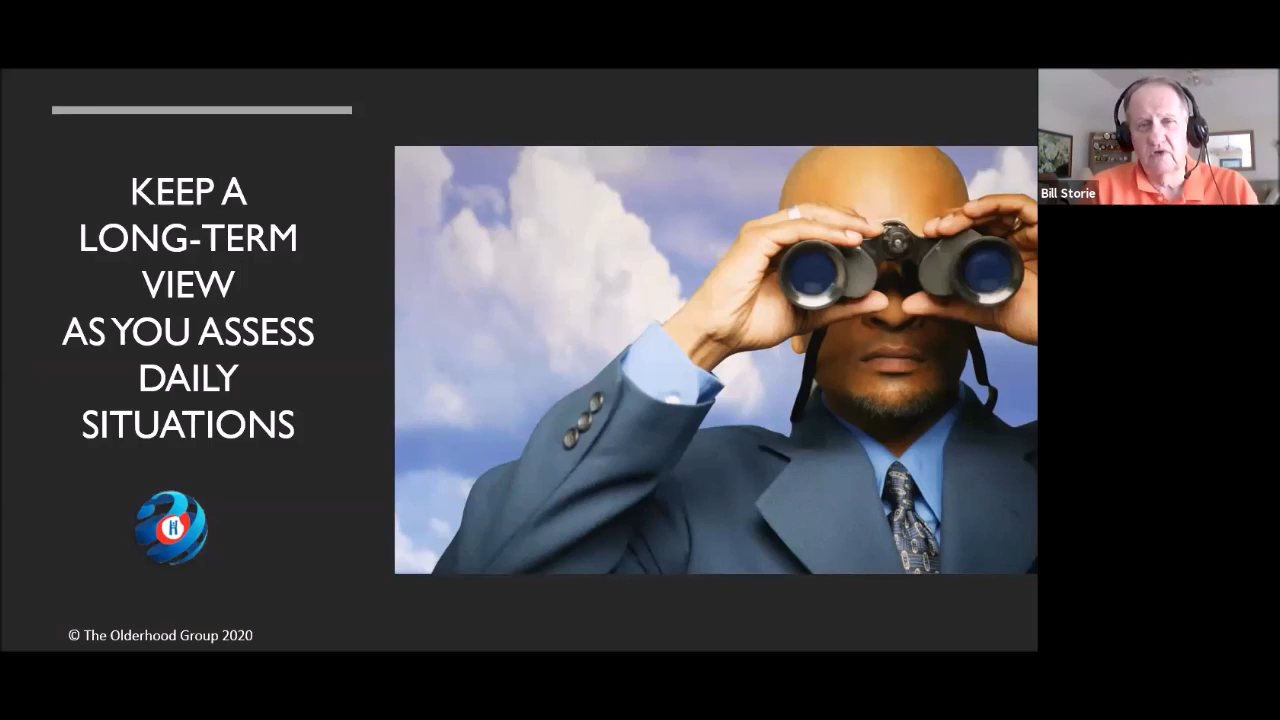 KEEP A
LONG-TERM
VIEW
AS YOU ASSESS
DAILY
SITUATIONS
© The Olderhood Group 2020
Bill Storie